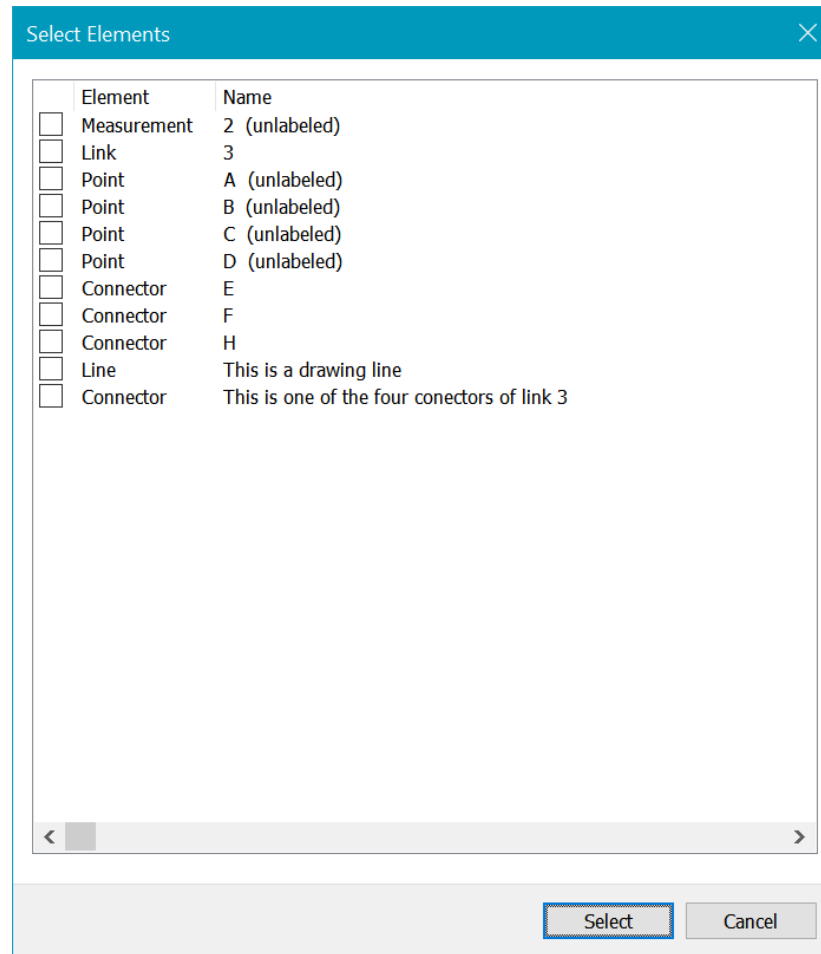 Select Elements
Element Name
Measurement 2 (unlabeled)
Link 3
Point A (unlabeled)
Point B (unlabeled)
Point C (unlabeled)
Point D (unlabeled)
Connector E
Connector F
Connector H
Line This is a drawing line
Connector This is one of the four conectors of link 3
Select Cancel